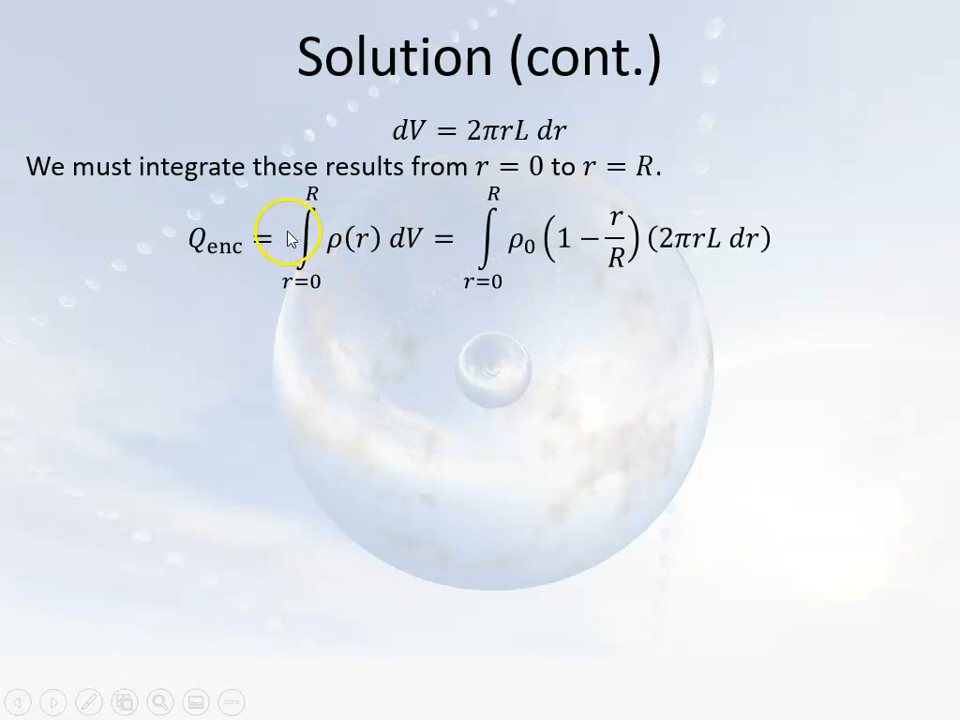 Solution (cont.)
𝑑𝑉 = 2𝜋𝑟𝐿 𝑑𝑟
We must integrate these results from 𝑟 = 0 to 𝑟 = 𝑅.
𝑄enc = ∫_{𝑟=0}^{𝑅} 𝜌(𝑟) 𝑑𝑉 = ∫_{𝑟=0}^{𝑅} 𝜌₀ (1 − 𝑟/𝑅) (2𝜋𝑟𝐿 𝑑𝑟)